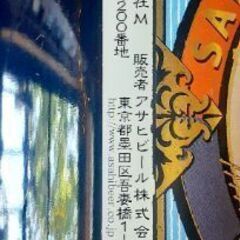 社M 販売者 アサヒビール株式会
200番地 東京都墨田区吾妻橋1-
http://www.asahibeer.co.jp
SA